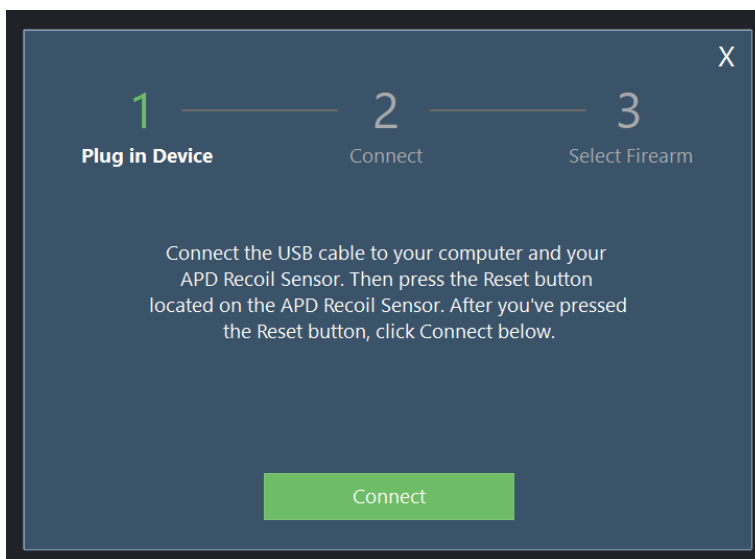 X
1 2 3
Plug in Device Connect Select Firearm
Connect the USB cable to your computer and your
APD Recoil Sensor. Then press the Reset button
located on the APD Recoil Sensor. After you've pressed
the Reset button, click Connect below.
Connect